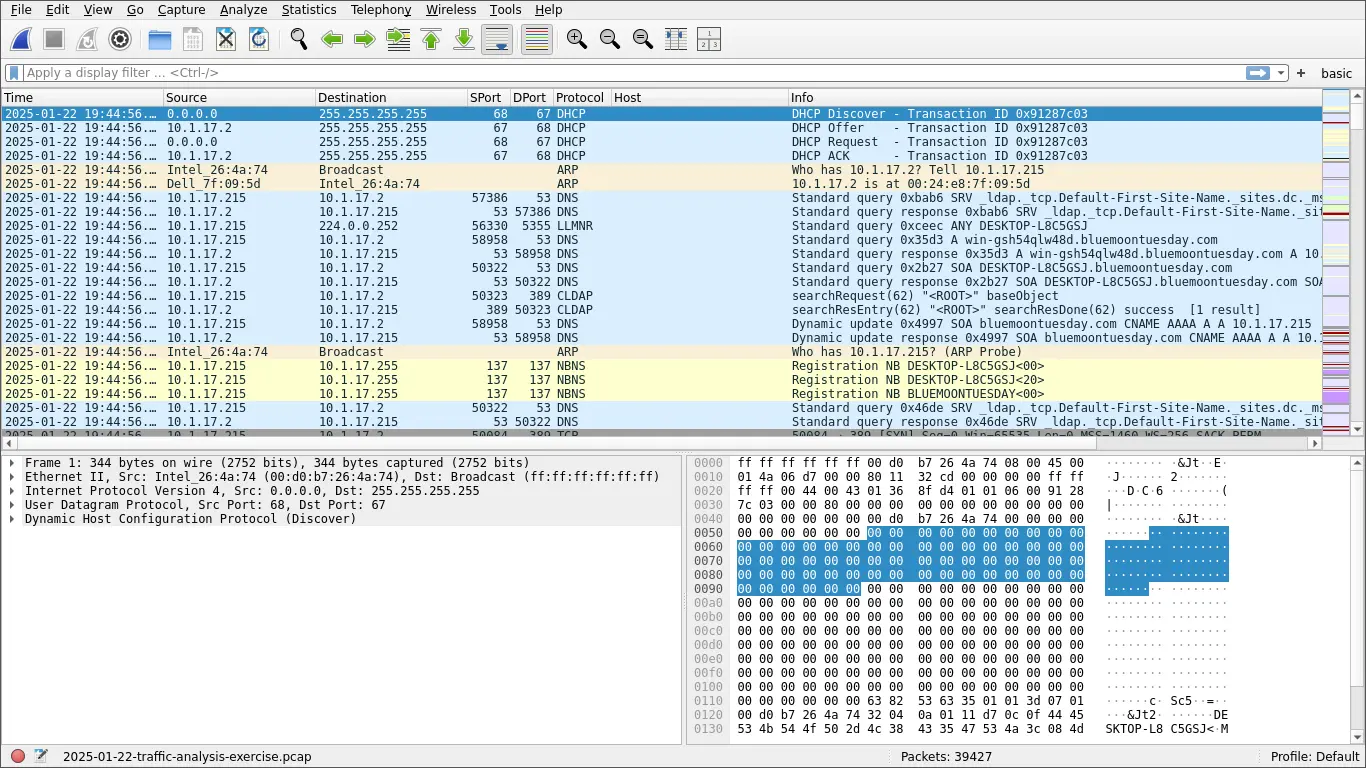 File Edit View Go Capture Analyze Statistics Telephony Wireless Tools Help
Apply a display filter … <Ctrl-/> + basic
Time Source Destination SPort DPort Protocol Host Info
2025-01-22 19:44:56.… 0.0.0.0 255.255.255.255 68 67 DHCP DHCP Discover - Transaction ID 0x91287c03
2025-01-22 19:44:56.… 10.1.17.2 255.255.255.255 67 68 DHCP DHCP Offer - Transaction ID 0x91287c03
2025-01-22 19:44:56.… 0.0.0.0 255.255.255.255 68 67 DHCP DHCP Request - Transaction ID 0x91287c03
2025-01-22 19:44:56.… 10.1.17.2 255.255.255.255 67 68 DHCP DHCP ACK - Transaction ID 0x91287c03
2025-01-22 19:44:56.… Intel_26:4a:74 Broadcast ARP Who has 10.1.17.2? Tell 10.1.17.215
2025-01-22 19:44:56.… Dell_7f:09:5d Intel_26:4a:74 ARP 10.1.17.2 is at 00:24:e8:7f:09:5d
2025-01-22 19:44:56.… 10.1.17.215 10.1.17.2 57386 53 DNS Standard query 0xbab6 SRV _ldap._tcp.Default-First-Site-Name._sites.dc._ms
2025-01-22 19:44:56.… 10.1.17.2 10.1.17.215 53 57386 DNS Standard query response 0xbab6 SRV _ldap._tcp.Default-First-Site-Name._sit
2025-01-22 19:44:56.… 10.1.17.215 224.0.0.252 56330 5355 LLMNR Standard query 0xceec ANY DESKTOP-L8C5GSJ
2025-01-22 19:44:56.… 10.1.17.215 10.1.17.2 58958 53 DNS Standard query 0x35d3 A win-gsh54qlw48d.bluemoontuesday.com
2025-01-22 19:44:56.… 10.1.17.2 10.1.17.215 53 58958 DNS Standard query response 0x35d3 A win-gsh54qlw48d.bluemoontuesday.com A 10.
2025-01-22 19:44:56.… 10.1.17.215 10.1.17.2 50322 53 DNS Standard query 0x2b27 SOA DESKTOP-L8C5GSJ.bluemoontuesday.com
2025-01-22 19:44:56.… 10.1.17.2 10.1.17.215 53 50322 DNS Standard query response 0x2b27 SOA DESKTOP-L8C5GSJ.bluemoontuesday.com SOA
2025-01-22 19:44:56.… 10.1.17.215 10.1.17.2 50323 389 CLDAP searchRequest(62) "<ROOT>" baseObject
2025-01-22 19:44:56.… 10.1.17.2 10.1.17.215 389 50323 CLDAP searchResEntry(62) "<ROOT>" searchResDone(62) success [1 result]
2025-01-22 19:44:56.… 10.1.17.215 10.1.17.2 58958 53 DNS Dynamic update 0x4997 SOA bluemoontuesday.com CNAME AAAA A A 10.1.17.215
2025-01-22 19:44:56.… 10.1.17.2 10.1.17.215 53 58958 DNS Dynamic update response 0x4997 SOA bluemoontuesday.com CNAME AAAA A A 10.1
2025-01-22 19:44:56.… Intel_26:4a:74 Broadcast ARP Who has 10.1.17.215? (ARP Probe)
2025-01-22 19:44:56.… 10.1.17.215 10.1.17.255 137 137 NBNS Registration NB DESKTOP-L8C5GSJ<00>
2025-01-22 19:44:56.… 10.1.17.215 10.1.17.255 137 137 NBNS Registration NB DESKTOP-L8C5GSJ<20>
2025-01-22 19:44:56.… 10.1.17.215 10.1.17.255 137 137 NBNS Registration NB BLUEMOONTUESDAY<00>
2025-01-22 19:44:56.… 10.1.17.215 10.1.17.2 50322 53 DNS Standard query 0x46de SRV _ldap._tcp.Default-First-Site-Name._sites.dc._ms
2025-01-22 19:44:56.… 10.1.17.2 10.1.17.215 53 50322 DNS Standard query response 0x46de SRV _ldap._tcp.Default-First-Site-Name._sit
2025-01-22 19:44:56.… 10.1.17.215 10.1.17.2 50084 389 TCP 50084 → 389 [SYN] Seq=0 Win=65535 Len=0 MSS=1460 WS=256 SACK_PERM
Frame 1: 344 bytes on wire (2752 bits), 344 bytes captured (2752 bits)
Ethernet II, Src: Intel_26:4a:74 (00:d0:b7:26:4a:74), Dst: Broadcast (ff:ff:ff:ff:ff:ff)
Internet Protocol Version 4, Src: 0.0.0.0, Dst: 255.255.255.255
User Datagram Protocol, Src Port: 68, Dst Port: 67
Dynamic Host Configuration Protocol (Discover)
0000 ff ff ff ff ff ff 00 d0 b7 26 4a 74 08 00 45 00 ········ ·&Jt··E·
0010 01 4a 06 d7 00 00 80 11 32 cd 00 00 00 00 ff ff ·J······ 2·······
0020 ff ff 00 44 00 43 01 36 8f d4 01 01 06 00 91 28 ···D·C·6 ·······(
0030 7c 03 00 00 80 00 00 00 00 00 00 00 00 00 00 00 |······· ········
0040 00 00 00 00 00 00 00 d0 b7 26 4a 74 00 00 00 00 ········ ·&Jt····
0050 00 00 00 00 00 00 00 00 00 00 00 00 00 00 00 00 ········ ········
0060 00 00 00 00 00 00 00 00 00 00 00 00 00 00 00 00 ········ ········
0070 00 00 00 00 00 00 00 00 00 00 00 00 00 00 00 00 ········ ········
0080 00 00 00 00 00 00 00 00 00 00 00 00 00 00 00 00 ········ ········
0090 00 00 00 00 00 00 00 00 00 00 00 00 00 00 00 00 ········ ········
00a0 00 00 00 00 00 00 00 00 00 00 00 00 00 00 00 00 ········ ········
00b0 00 00 00 00 00 00 00 00 00 00 00 00 00 00 00 00 ········ ········
00c0 00 00 00 00 00 00 00 00 00 00 00 00 00 00 00 00 ········ ········
00d0 00 00 00 00 00 00 00 00 00 00 00 00 00 00 00 00 ········ ········
00e0 00 00 00 00 00 00 00 00 00 00 00 00 00 00 00 00 ········ ········
00f0 00 00 00 00 00 00 00 00 00 00 00 00 00 00 00 00 ········ ········
0100 00 00 00 00 00 00 00 00 00 00 00 00 00 00 00 00 ········ ········
0110 00 00 00 00 00 00 63 82 53 63 35 01 01 3d 07 01 ······c· Sc5··=··
0120 00 d0 b7 26 4a 74 32 04 0a 01 11 d7 0c 0f 44 45 ···&Jt2· ······DE
0130 53 4b 54 4f 50 2d 4c 38 43 35 47 53 4a 3c 08 4d SKTOP-L8 C5GSJ<·M
2025-01-22-traffic-analysis-exercise.pcap Packets: 39427 Profile: Default